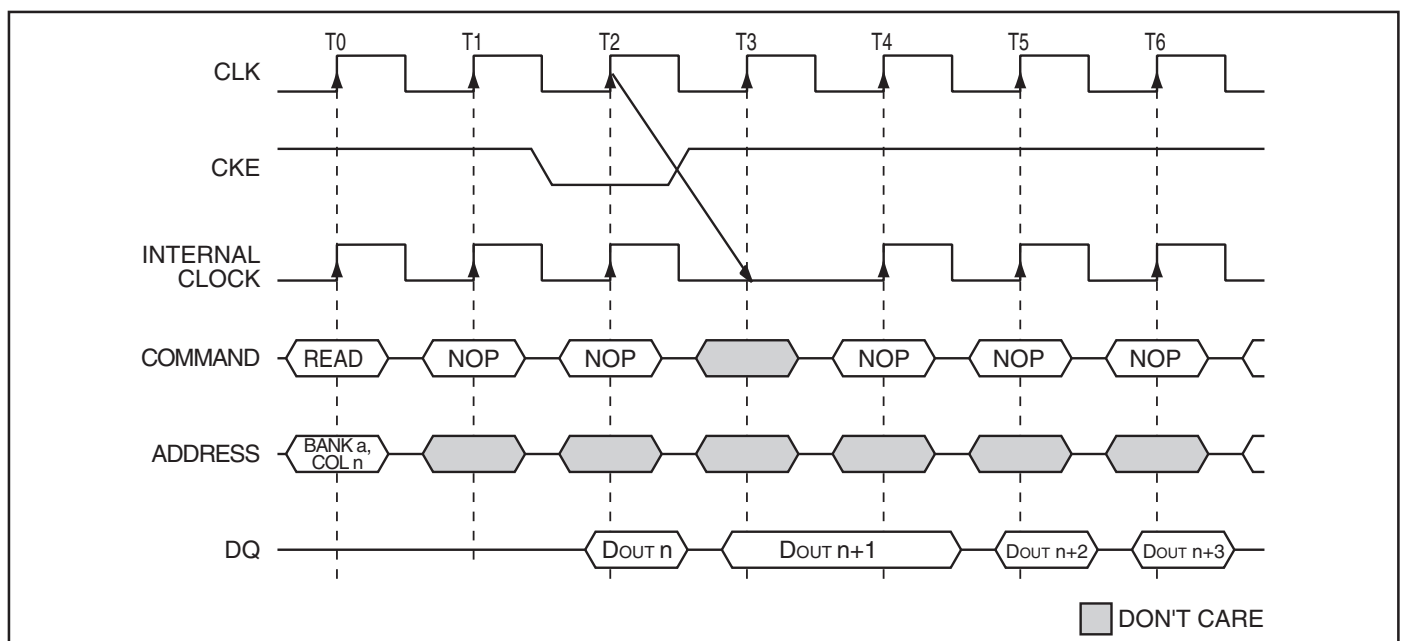 T0 T1 T2 T3 T4 T5 T6
CLK
CKE
INTERNAL
CLOCK
COMMAND READ NOP NOP NOP NOP NOP
ADDRESS BANK a,
COL n
DQ DOUT n DOUT n+1 DOUT n+2 DOUT n+3
DON'T CARE